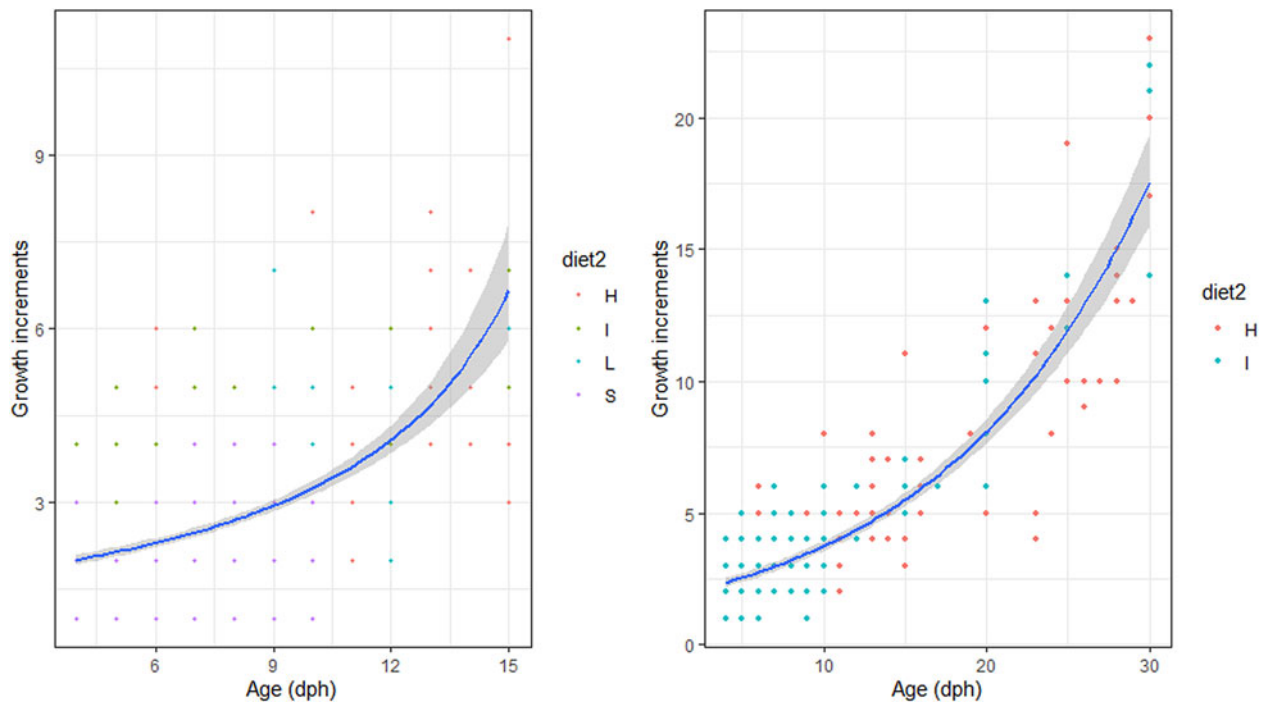 Growth increments
9
6
3
6 9 12 15
Age (dph)
diet2
H
I
L
S
Growth increments
20
15
10
5
0
10 20 30
Age (dph)
diet2
H
I